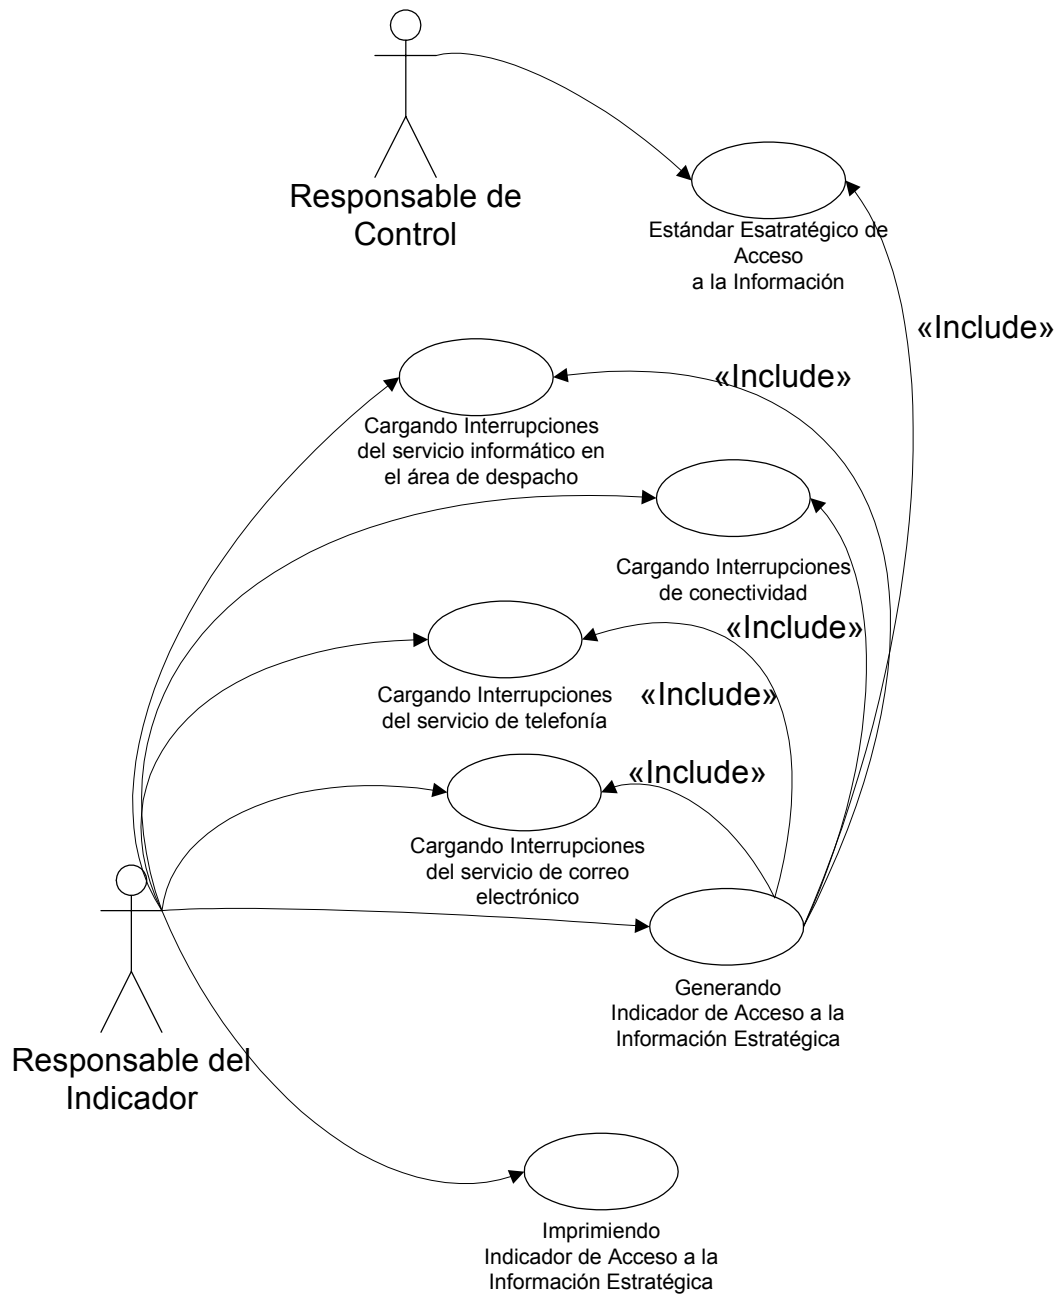 Responsable de
Control
Estándar Esatratégico de
Acceso
a la Información
«Include»
«Include»
Cargando Interrupciones
del servicio informático en
el área de despacho
Cargando Interrupciones
de conectividad
«Include»
Cargando Interrupciones
del servicio de telefonía
«Include»
«Include»
Cargando Interrupciones
del servicio de correo
electrónico
Generando
Indicador de Acceso a la
Información Estratégica
Responsable del
Indicador
Imprimiendo
Indicador de Acceso a la
Información Estratégica